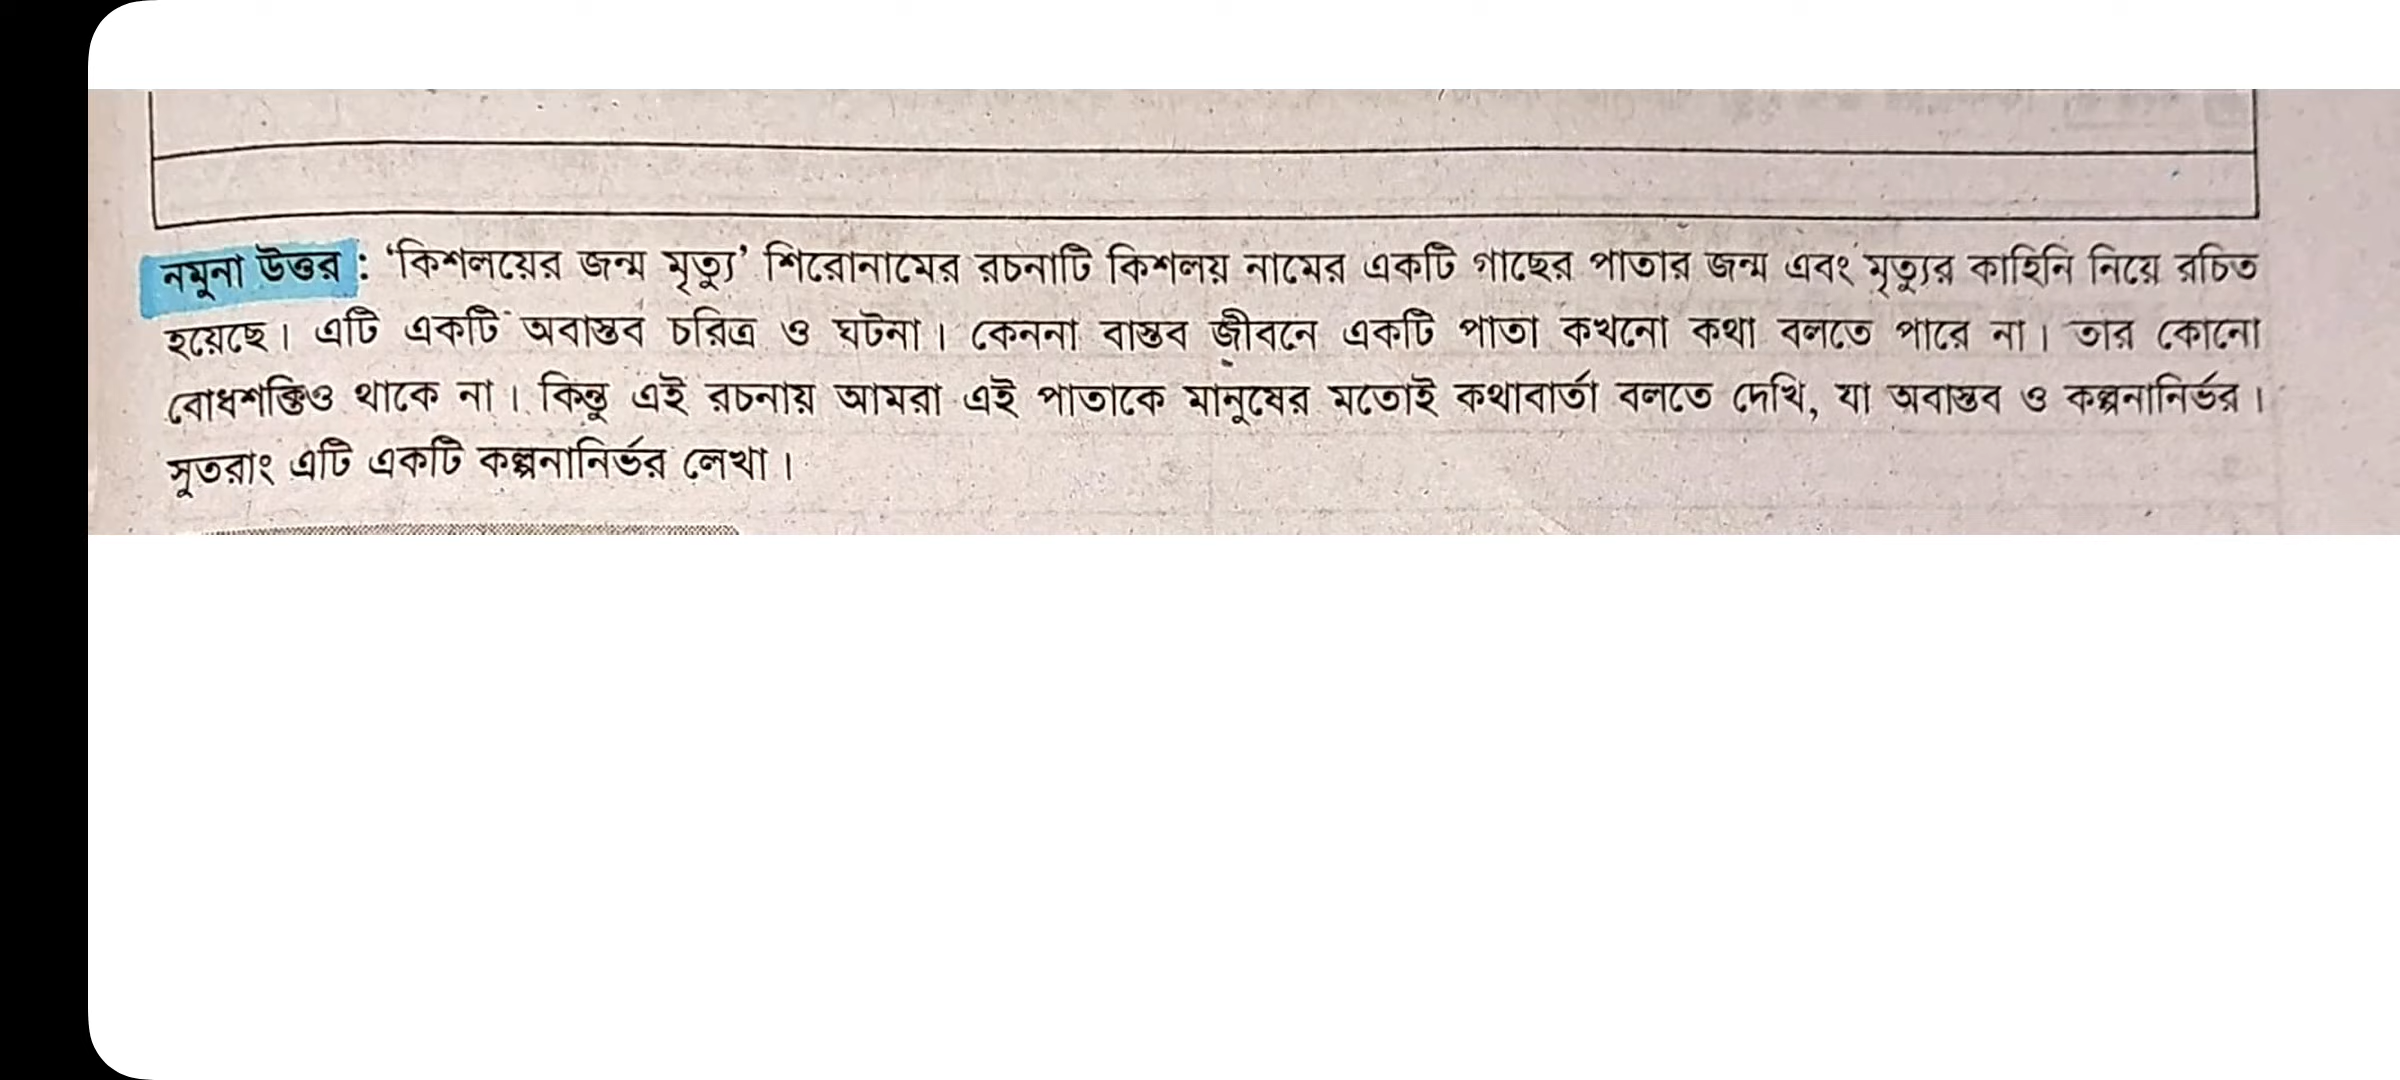 নমুনা উত্তর : ‘কিশলয়ের জন্ম মৃত্যু’ শিরোনামের রচনাটি কিশলয় নামের একটি গাছের পাতার জন্ম এবং মৃত্যুর কাহিনি নিয়ে রচিত
হয়েছে। এটি একটি অবাস্তব চরিত্র ও ঘটনা। কেননা বাস্তব জীবনে একটি পাতা কখনো কথা বলতে পারে না। তার কোনো
বোধশক্তিও থাকে না। কিন্তু এই রচনায় আমরা এই পাতাকে মানুষের মতোই কথাবার্তা বলতে দেখি, যা অবাস্তব ও কল্পনানির্ভর।
সুতরাং এটি একটি কল্পনানির্ভর লেখা।